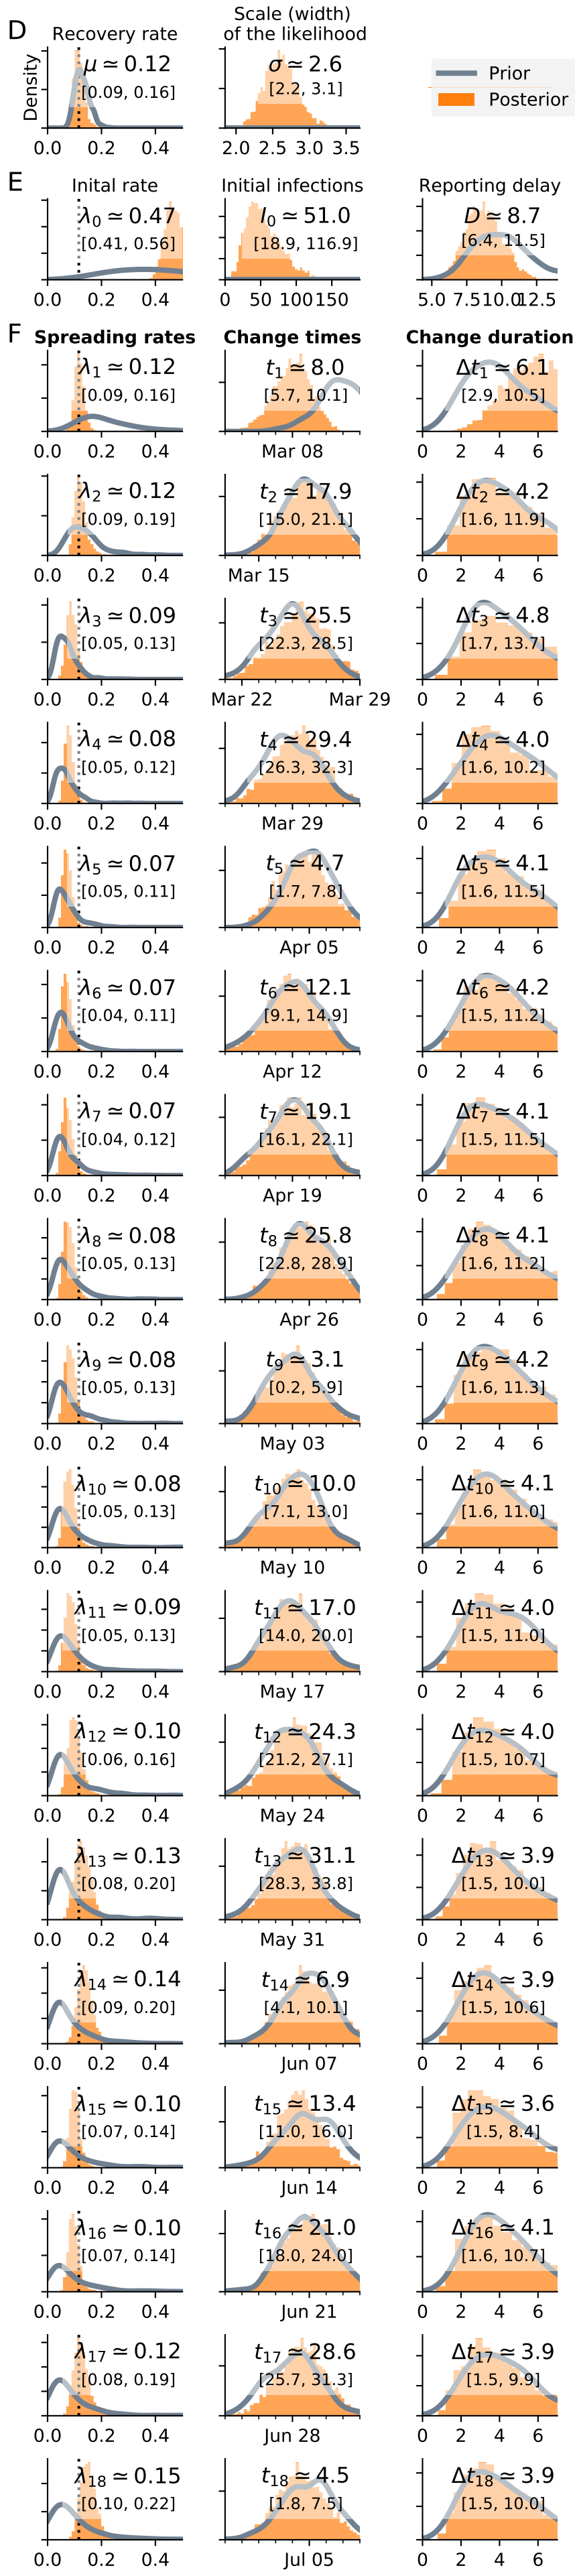 D
Recovery rate
Scale (width)
of the likelihood
Density
μ ≃ 0.12
[0.09, 0.16]
0.0 0.2 0.4
σ ≃ 2.6
[2.2, 3.1]
2.0 2.5 3.0 3.5
Prior
Posterior
E
Inital rate
λ0 ≃ 0.47
[0.41, 0.56]
0.0 0.2 0.4
Initial infections
I0 ≃ 51.0
[18.9, 116.9]
0 50 100 150
Reporting delay
D ≃ 8.7
[6.4, 11.5]
5.0 7.5 10.0 12.5
F
Spreading rates Change times Change duration
λ1 ≃ 0.12 t1 ≃ 8.0 Δt1 ≃ 6.1
[0.09, 0.16] [5.7, 10.1] [2.9, 10.5]
0.0 0.2 0.4 Mar 08 0 2 4 6
λ2 ≃ 0.12 t2 ≃ 17.9 Δt2 ≃ 4.2
[0.09, 0.19] [15.0, 21.1] [1.6, 11.9]
0.0 0.2 0.4 Mar 15 0 2 4 6
λ3 ≃ 0.09 t3 ≃ 25.5 Δt3 ≃ 4.8
[0.05, 0.13] [22.3, 28.5] [1.7, 13.7]
0.0 0.2 0.4 Mar 22 Mar 29 0 2 4 6
λ4 ≃ 0.08 t4 ≃ 29.4 Δt4 ≃ 4.0
[0.05, 0.12] [26.3, 32.3] [1.6, 10.2]
0.0 0.2 0.4 Mar 29 0 2 4 6
λ5 ≃ 0.07 t5 ≃ 4.7 Δt5 ≃ 4.1
[0.05, 0.11] [1.7, 7.8] [1.6, 11.5]
0.0 0.2 0.4 Apr 05 0 2 4 6
λ6 ≃ 0.07 t6 ≃ 12.1 Δt6 ≃ 4.2
[0.04, 0.11] [9.1, 14.9] [1.5, 11.2]
0.0 0.2 0.4 Apr 12 0 2 4 6
λ7 ≃ 0.07 t7 ≃ 19.1 Δt7 ≃ 4.1
[0.04, 0.12] [16.1, 22.1] [1.5, 11.5]
0.0 0.2 0.4 Apr 19 0 2 4 6
λ8 ≃ 0.08 t8 ≃ 25.8 Δt8 ≃ 4.1
[0.05, 0.13] [22.8, 28.9] [1.6, 11.2]
0.0 0.2 0.4 Apr 26 0 2 4 6
λ9 ≃ 0.08 t9 ≃ 3.1 Δt9 ≃ 4.2
[0.05, 0.13] [0.2, 5.9] [1.6, 11.3]
0.0 0.2 0.4 May 03 0 2 4 6
λ10 ≃ 0.08 t10 ≃ 10.0 Δt10 ≃ 4.1
[0.05, 0.13] [7.1, 13.0] [1.6, 11.0]
0.0 0.2 0.4 May 10 0 2 4 6
λ11 ≃ 0.09 t11 ≃ 17.0 Δt11 ≃ 4.0
[0.05, 0.13] [14.0, 20.0] [1.5, 11.0]
0.0 0.2 0.4 May 17 0 2 4 6
λ12 ≃ 0.10 t12 ≃ 24.3 Δt12 ≃ 4.0
[0.06, 0.16] [21.2, 27.1] [1.5, 10.7]
0.0 0.2 0.4 May 24 0 2 4 6
λ13 ≃ 0.13 t13 ≃ 31.1 Δt13 ≃ 3.9
[0.08, 0.20] [28.3, 33.8] [1.5, 10.0]
0.0 0.2 0.4 May 31 0 2 4 6
λ14 ≃ 0.14 t14 ≃ 6.9 Δt14 ≃ 3.9
[0.09, 0.20] [4.1, 10.1] [1.5, 10.6]
0.0 0.2 0.4 Jun 07 0 2 4 6
λ15 ≃ 0.10 t15 ≃ 13.4 Δt15 ≃ 3.6
[0.07, 0.14] [11.0, 16.0] [1.5, 8.4]
0.0 0.2 0.4 Jun 14 0 2 4 6
λ16 ≃ 0.10 t16 ≃ 21.0 Δt16 ≃ 4.1
[0.07, 0.14] [18.0, 24.0] [1.6, 10.7]
0.0 0.2 0.4 Jun 21 0 2 4 6
λ17 ≃ 0.12 t17 ≃ 28.6 Δt17 ≃ 3.9
[0.08, 0.19] [25.7, 31.3] [1.5, 9.9]
0.0 0.2 0.4 Jun 28 0 2 4 6
λ18 ≃ 0.15 t18 ≃ 4.5 Δt18 ≃ 3.9
[0.10, 0.22] [1.8, 7.5] [1.5, 10.0]
0.0 0.2 0.4 Jul 05 0 2 4 6